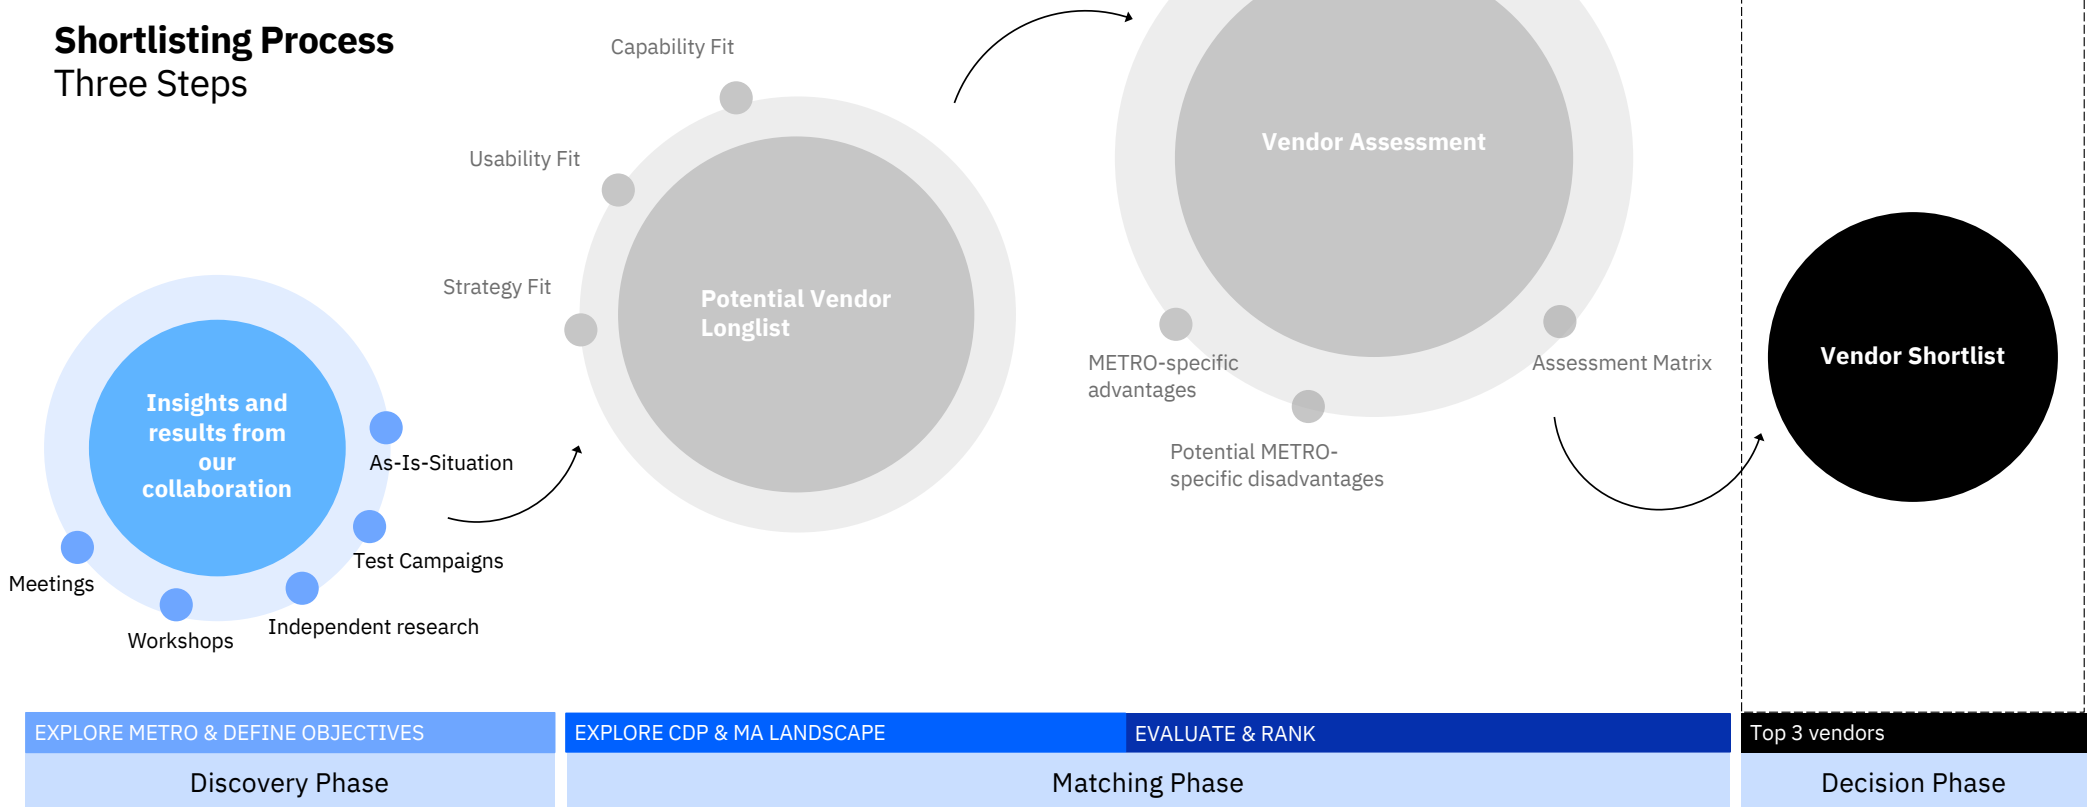 Shortlisting Process
Three Steps
Insights and
results from
our
collaboration
As-Is-Situation
Test Campaigns
Independent research
Workshops
Meetings
Capability Fit
Usability Fit
Strategy Fit
Potential Vendor
Longlist
Vendor Assessment
METRO-specific
advantages
Potential METRO-
specific disadvantages
Assessment Matrix
Vendor Shortlist
EXPLORE METRO & DEFINE OBJECTIVES
EXPLORE CDP & MA LANDSCAPE
EVALUATE & RANK
Top 3 vendors
Discovery Phase
Matching Phase
Decision Phase